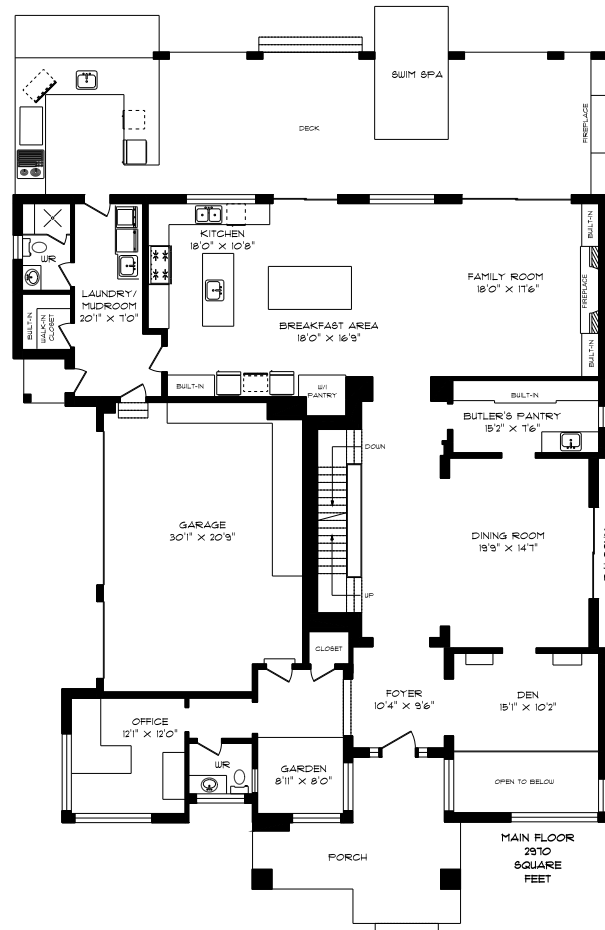 SWIM SPA
DECK
FIREPLACE
KITCHEN
18'0" X 10'8"
BUILT-IN
WR
FAMILY ROOM
18'0" X 17'6"
LAUNDRY/
MUDROOM
20'1" X 7'0"
FIREPLACE
BUILT-IN
WALK-IN
CLOSET
BREAKFAST AREA
18'0" X 16'9"
BUILT-IN
BUILT-IN
W/I
PANTRY
BUILT-IN
BUTLER'S PANTRY
15'2" X 7'6"
DOWN
GARAGE
30'1" X 20'9"
DINING ROOM
19'9" X 14'7"
UP
CLOSET
FOYER
10'4" X 9'6"
DEN
15'1" X 10'2"
OFFICE
12'1" X 12'0"
WR
GARDEN
8'11" X 8'0"
OPEN TO BELOW
MAIN FLOOR
2970
SQUARE
FEET
PORCH